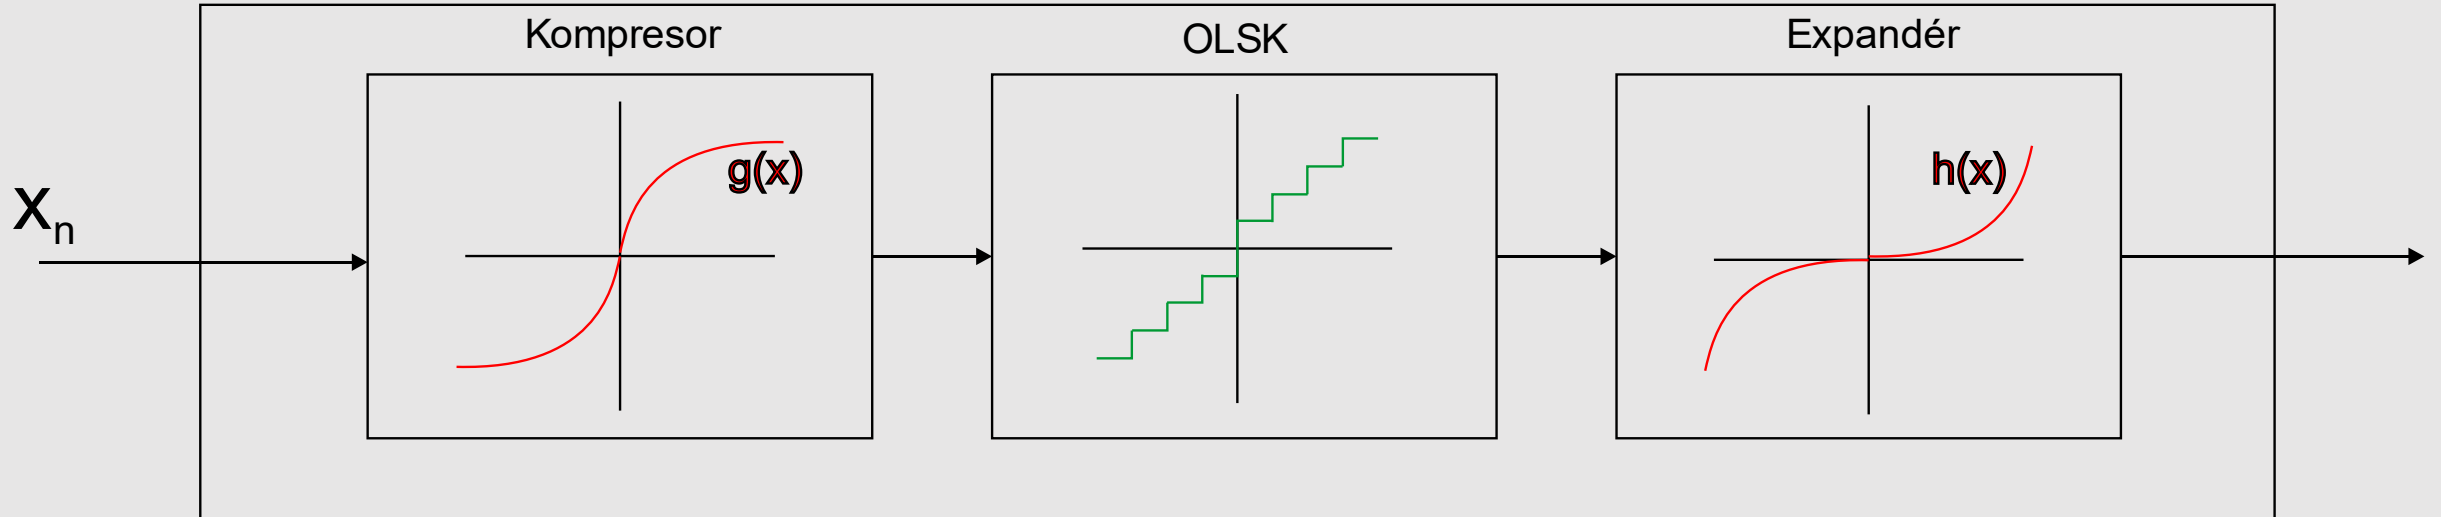 Kompresor
OLSK
Expandér
g(x)
h(x)
xₙ